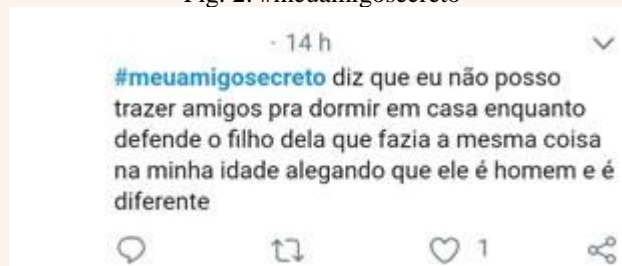 Fig. 2. #meuamigosecreto
· 14 h
#meuamigosecreto diz que eu não posso
trazer amigos pra dormir em casa enquanto
defende o filho dela que fazia a mesma coisa
na minha idade alegando que ele é homem e é
diferente
1